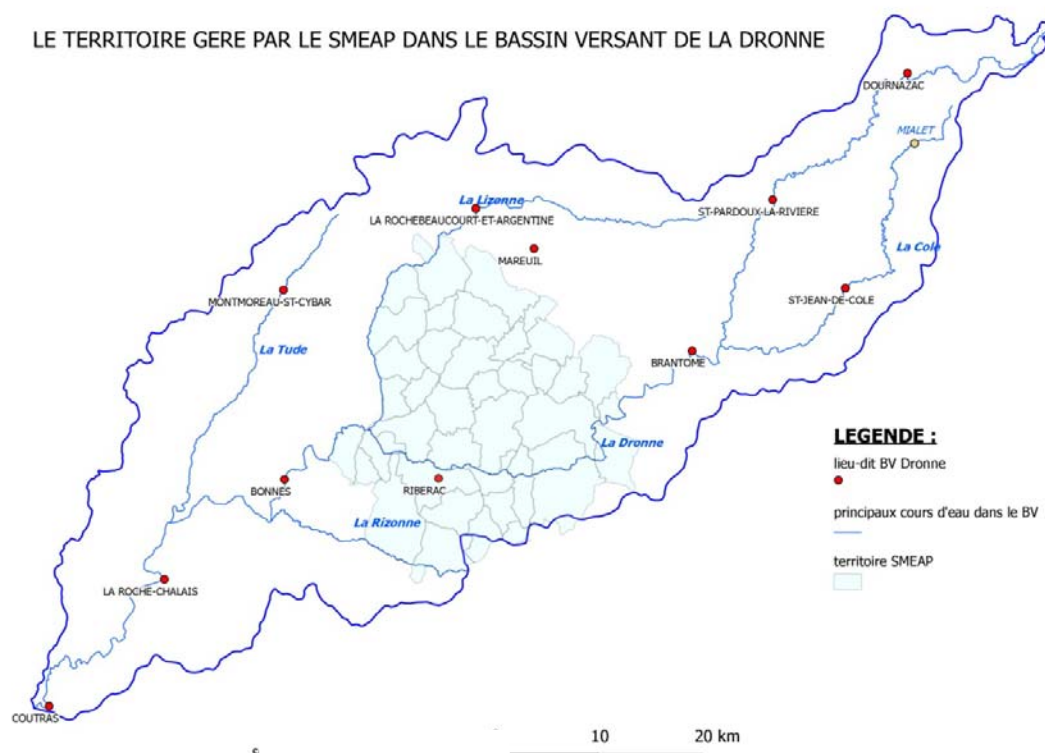 LE TERRITOIRE GERE PAR LE SMEAP DANS LE BASSIN VERSANT DE LA DRONNE
DOURNAZAC
MIALET
La Lizonne
LA ROCHEBEAUCOURT-ET-ARGENTINE
ST-PARDOUX-LA-RIVIERE
MAREUIL
La Cole
MONTMOREAU-ST-CYBAR
ST-JEAN-DE-COLE
La Tude
BRANTOME
La Dronne
LEGENDE :
lieu-dit BV Dronne
BONNES
RIBERAC
La Rizonne
principaux cours d'eau dans le BV
territoire SMEAP
LA ROCHE-CHALAIS
COUTRAS
10 20 km